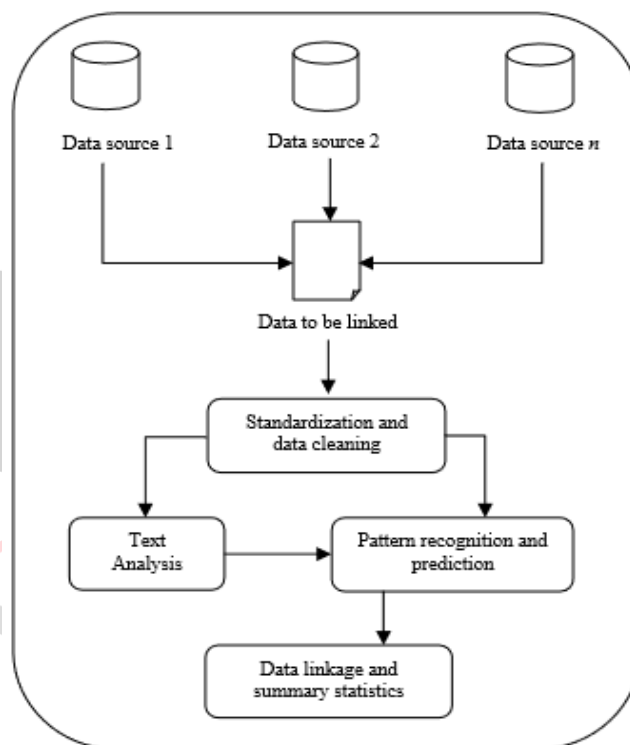 Data source 1
Data source 2
Data source n
Data to be linked
Standardization and
data cleaning
Text
Analysis
Pattern recognition and
prediction
Data linkage and
summary statistics